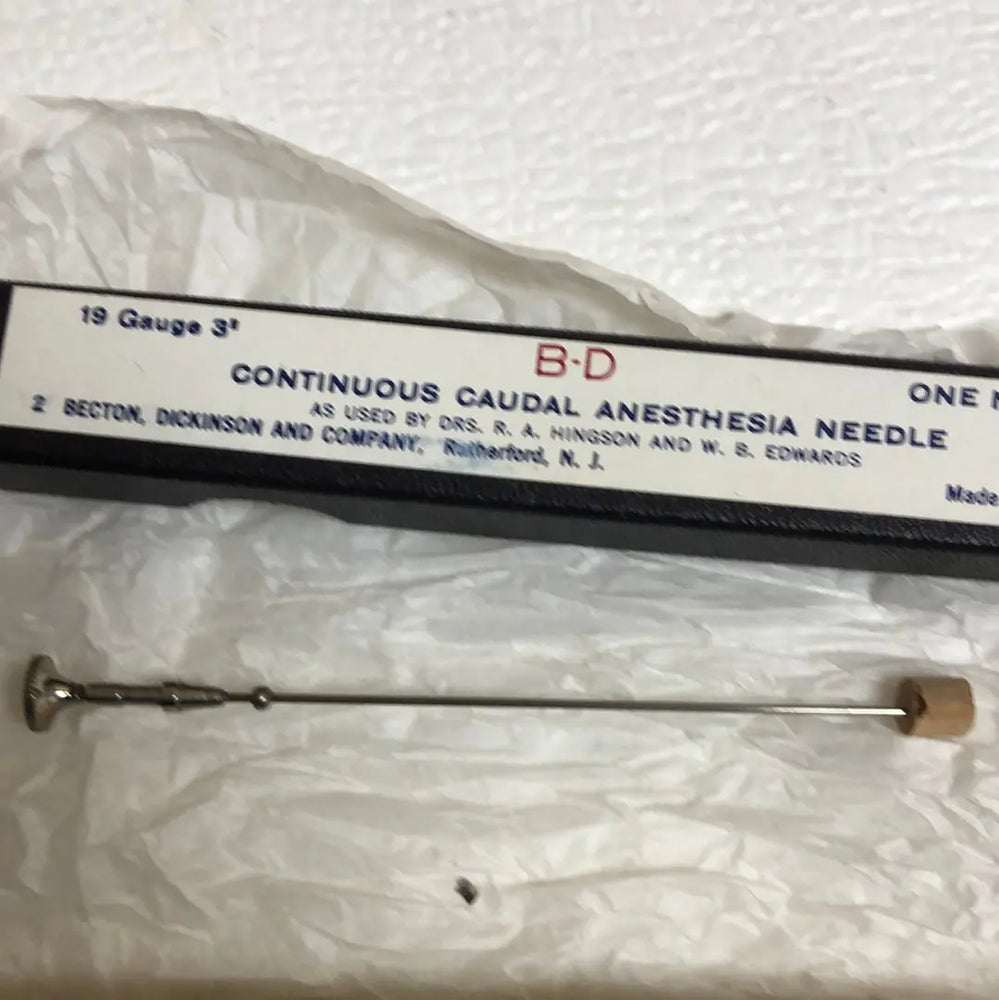 19 Gauge 3"
B-D
ONE
CONTINUOUS CAUDAL ANESTHESIA NEEDLE
AS USED BY DRS. R. A. HINGSON AND W. B. EDWARDS
2 BECTON, DICKINSON AND COMPANY, Rutherford, N. J.
Made